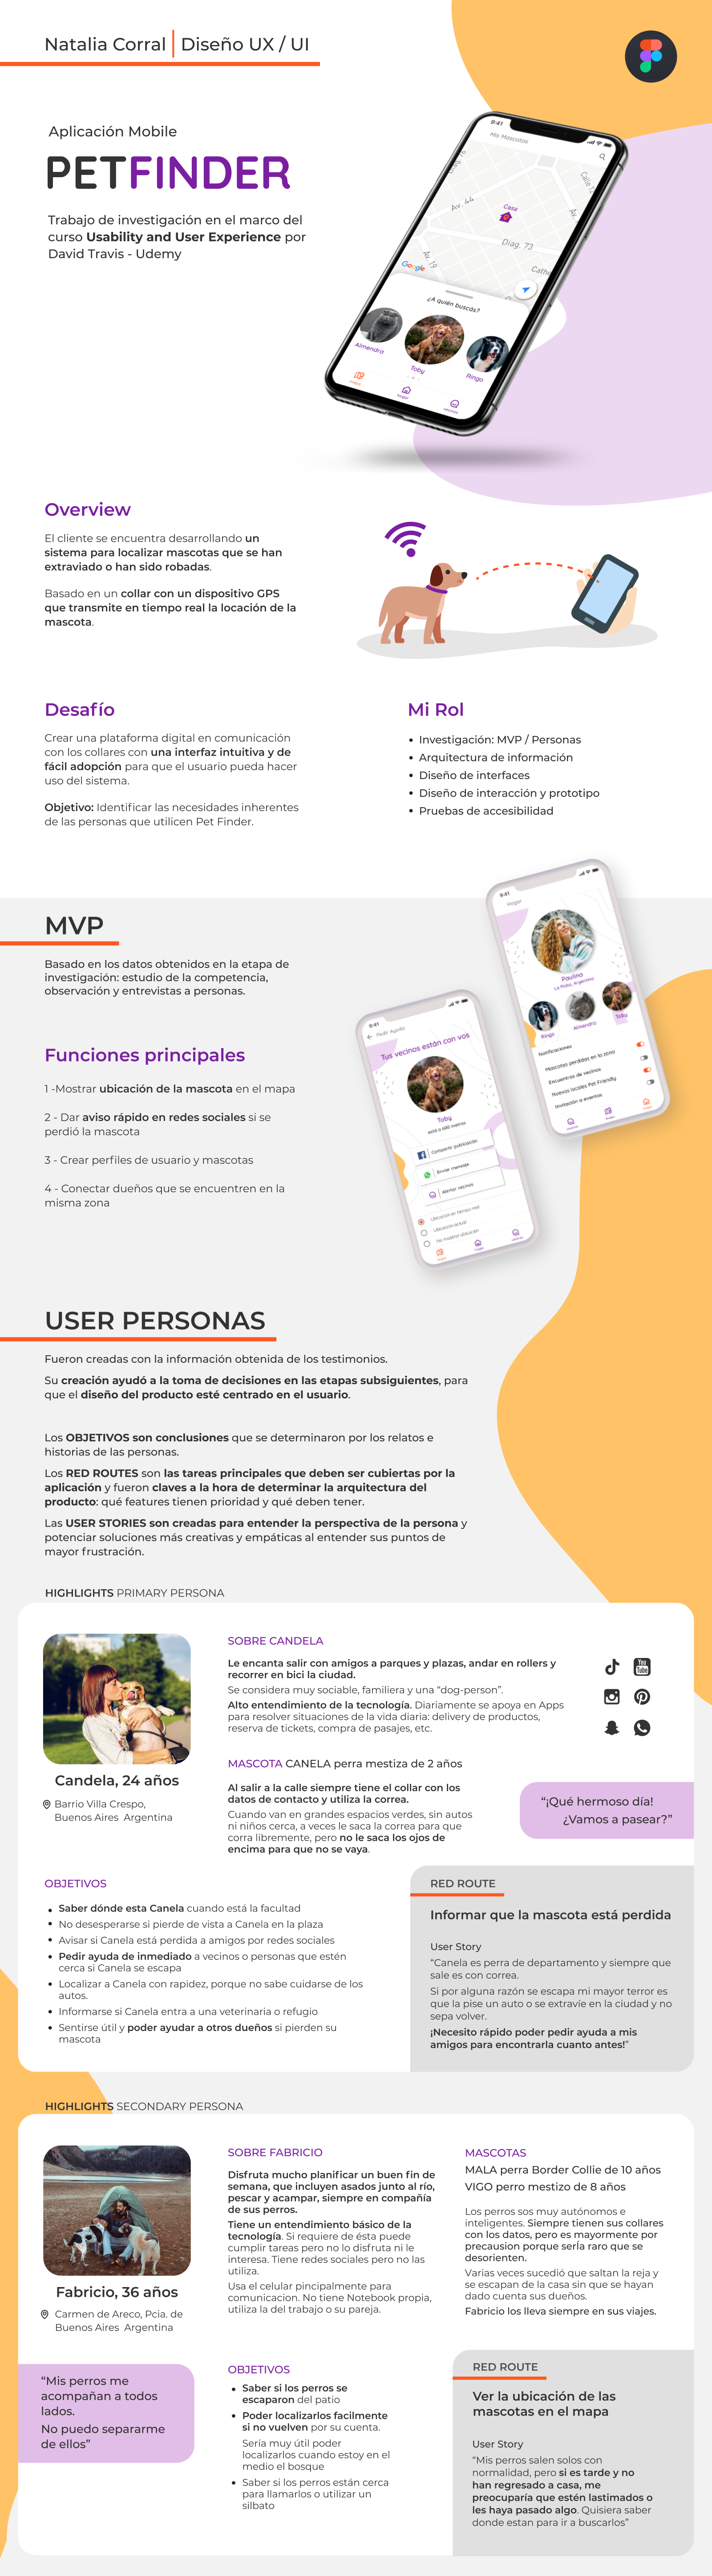 Natalia Corral | Diseño UX / UI
Aplicación Mobile
PETFINDER
Trabajo de investigación en el marco del
curso Usability and User Experience por
David Travis - Udemy
9:41
Mis Mascotas
Av. 44
Casa
Diag. 73
Av. 19
Google
¿A quién buscás?
Almendra
Toby
Ringo
Overview
El cliente se encuentra desarrollando un
sistema para localizar mascotas que se han
extraviado o han sido robadas.
Basado en un collar con un dispositivo GPS
que transmite en tiempo real la locación de la
mascota.
Desafío
Crear una plataforma digital en comunicación
con los collares con una interfaz intuitiva y de
fácil adopción para que el usuario pueda hacer
uso del sistema.
Objetivo: Identificar las necesidades inherentes
de las personas que utilicen Pet Finder.
Mi Rol
• Investigación: MVP / Personas
• Arquitectura de información
• Diseño de interfaces
• Diseño de interacción y prototipo
• Pruebas de accesibilidad
MVP
Basado en los datos obtenidos en la etapa de
investigación: estudio de la competencia,
observación y entrevistas a personas.
Funciones principales
1 -Mostrar ubicación de la mascota en el mapa
2 - Dar aviso rápido en redes sociales si se
perdió la mascota
3 - Crear perfiles de usuario y mascotas
4 - Conectar dueños que se encuentren en la
misma zona
9:41
Hogar
Paulina
La Plata, Argentina
Ringo
Almendra
Toby
Notificaciones
Mascotas perdidas en la zona
Encuentros de vecinos
Nuevos locales Pet Friendly
Invitación a eventos
9:41
Pedir Ayuda
Tus vecinos están con vos
Toby
está a 680 metros
Compartir publicación
Enviar mensaje
Alertar vecinos
Ubicación en tiempo real
Ubicación actual
No mostrar ubicación
USER PERSONAS
Fueron creadas con la información obtenida de los testimonios.
Su creación ayudó a la toma de decisiones en las etapas subsiguientes, para
que el diseño del producto esté centrado en el usuario.
Los OBJETIVOS son conclusiones que se determinaron por los relatos e
historias de las personas.
Los RED ROUTES son las tareas principales que deben ser cubiertas por la
aplicación y fueron claves a la hora de determinar la arquitectura del
producto: qué features tienen prioridad y qué deben tener.
Las USER STORIES son creadas para entender la perspectiva de la persona y
potenciar soluciones más creativas y empáticas al entender sus puntos de
mayor frustración.
HIGHLIGHTS PRIMARY PERSONA
Candela, 24 años
Barrio Villa Crespo,
Buenos Aires Argentina
SOBRE CANDELA
Le encanta salir con amigos a parques y plazas, andar en rollers y
recorrer en bici la ciudad.
Se considera muy sociable, familiera y una “dog-person”.
Alto entendimiento de la tecnología. Diariamente se apoya en Apps
para resolver situaciones de la vida diaria: delivery de productos,
reserva de tickets, compra de pasajes, etc.
You
Tube
MASCOTA CANELA perra mestiza de 2 años
Al salir a la calle siempre tiene el collar con los
datos de contacto y utiliza la correa.
Cuando van en grandes espacios verdes, sin autos
ni niños cerca, a veces le saca la correa para que
corra libremente, pero no le saca los ojos de
encima para que no se vaya.
“¡Qué hermoso día!
¿Vamos a pasear?”
OBJETIVOS
• Saber dónde esta Canela cuando está la facultad
• No desesperarse si pierde de vista a Canela en la plaza
• Avisar si Canela está perdida a amigos por redes sociales
• Pedir ayuda de inmediado a vecinos o personas que estén
cerca si Canela se escapa
• Localizar a Canela con rapidez, porque no sabe cuidarse de los
autos.
• Informarse si Canela entra a una veterinaria o refugio
• Sentirse útil y poder ayudar a otros dueños si pierden su
mascota
RED ROUTE
Informar que la mascota está perdida
User Story
“Canela es perra de departamento y siempre que
sale es con correa.
Si por alguna razón se escapa mi mayor terror es
que la pise un auto o se extravíe en la ciudad y no
sepa volver.
¡Necesito rápido poder pedir ayuda a mis
amigos para encontrarla cuanto antes!”
HIGHLIGHTS SECONDARY PERSONA
Fabricio, 36 años
Carmen de Areco, Pcia. de
Buenos Aires Argentina
“Mis perros me
acompañan a todos
lados.
No puedo separarme
de ellos”
SOBRE FABRICIO
Disfruta mucho planificar un buen fin de
semana, que incluyen asados junto al río,
pescar y acampar, siempre en compañía
de sus perros.
Tiene un entendimiento básico de la
tecnología. Si requiere de ésta puede
cumplir tareas pero no lo disfruta ni le
interesa. Tiene redes sociales pero no las
utiliza.
Usa el celular pincipalmente para
comunicacion. No tiene Notebook propia,
utiliza la del trabajo o su pareja.
MASCOTAS
MALA perra Border Collie de 10 años
VIGO perro mestizo de 8 años
Los perros sos muy autónomos e
inteligentes. Siempre tienen sus collares
con los datos, pero es mayormente por
precausion porque serÍa raro que se
desorienten.
Varias veces sucedió que saltan la reja y
se escapan de la casa sin que se hayan
dado cuenta sus dueños.
Fabricio los lleva siempre en sus viajes.
OBJETIVOS
• Saber si los perros se
escaparon del patio
• Poder localizarlos facilmente
si no vuelven por su cuenta.
Sería muy útil poder
localizarlos cuando estoy en el
medio el bosque
• Saber si los perros están cerca
para llamarlos o utilizar un
silbato
RED ROUTE
Ver la ubicación de las
mascotas en el mapa
User Story
“Mis perros salen solos con
normalidad, pero si es tarde y no
han regresado a casa, me
preocuparía que estén lastimados o
les haya pasado algo. Quisiera saber
donde estan para ir a buscarlos”